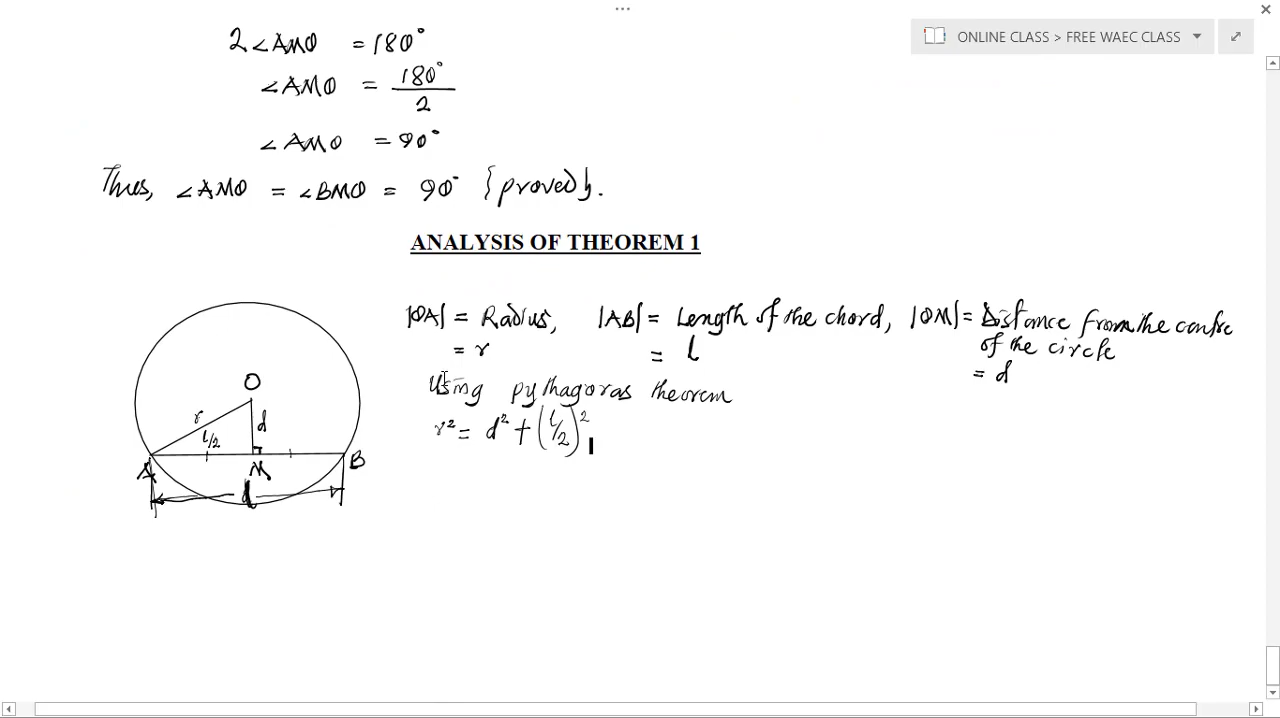 ONLINE CLASS > FREE WAEC CLASS
2∠AMO = 180°
∠AMO = 180°/2
∠AMO = 90°
Thus, ∠AMO = ∠BMO = 90° {proved}.
ANALYSIS OF THEOREM 1
|OA| = Radius, |AB| = Length of the chord, |OM| = Distance from the centre
of the circle
= r = l = d
Using pythagoras theorem
r² = d² + (l/2)²
O
r
d
l/2
A M B
l